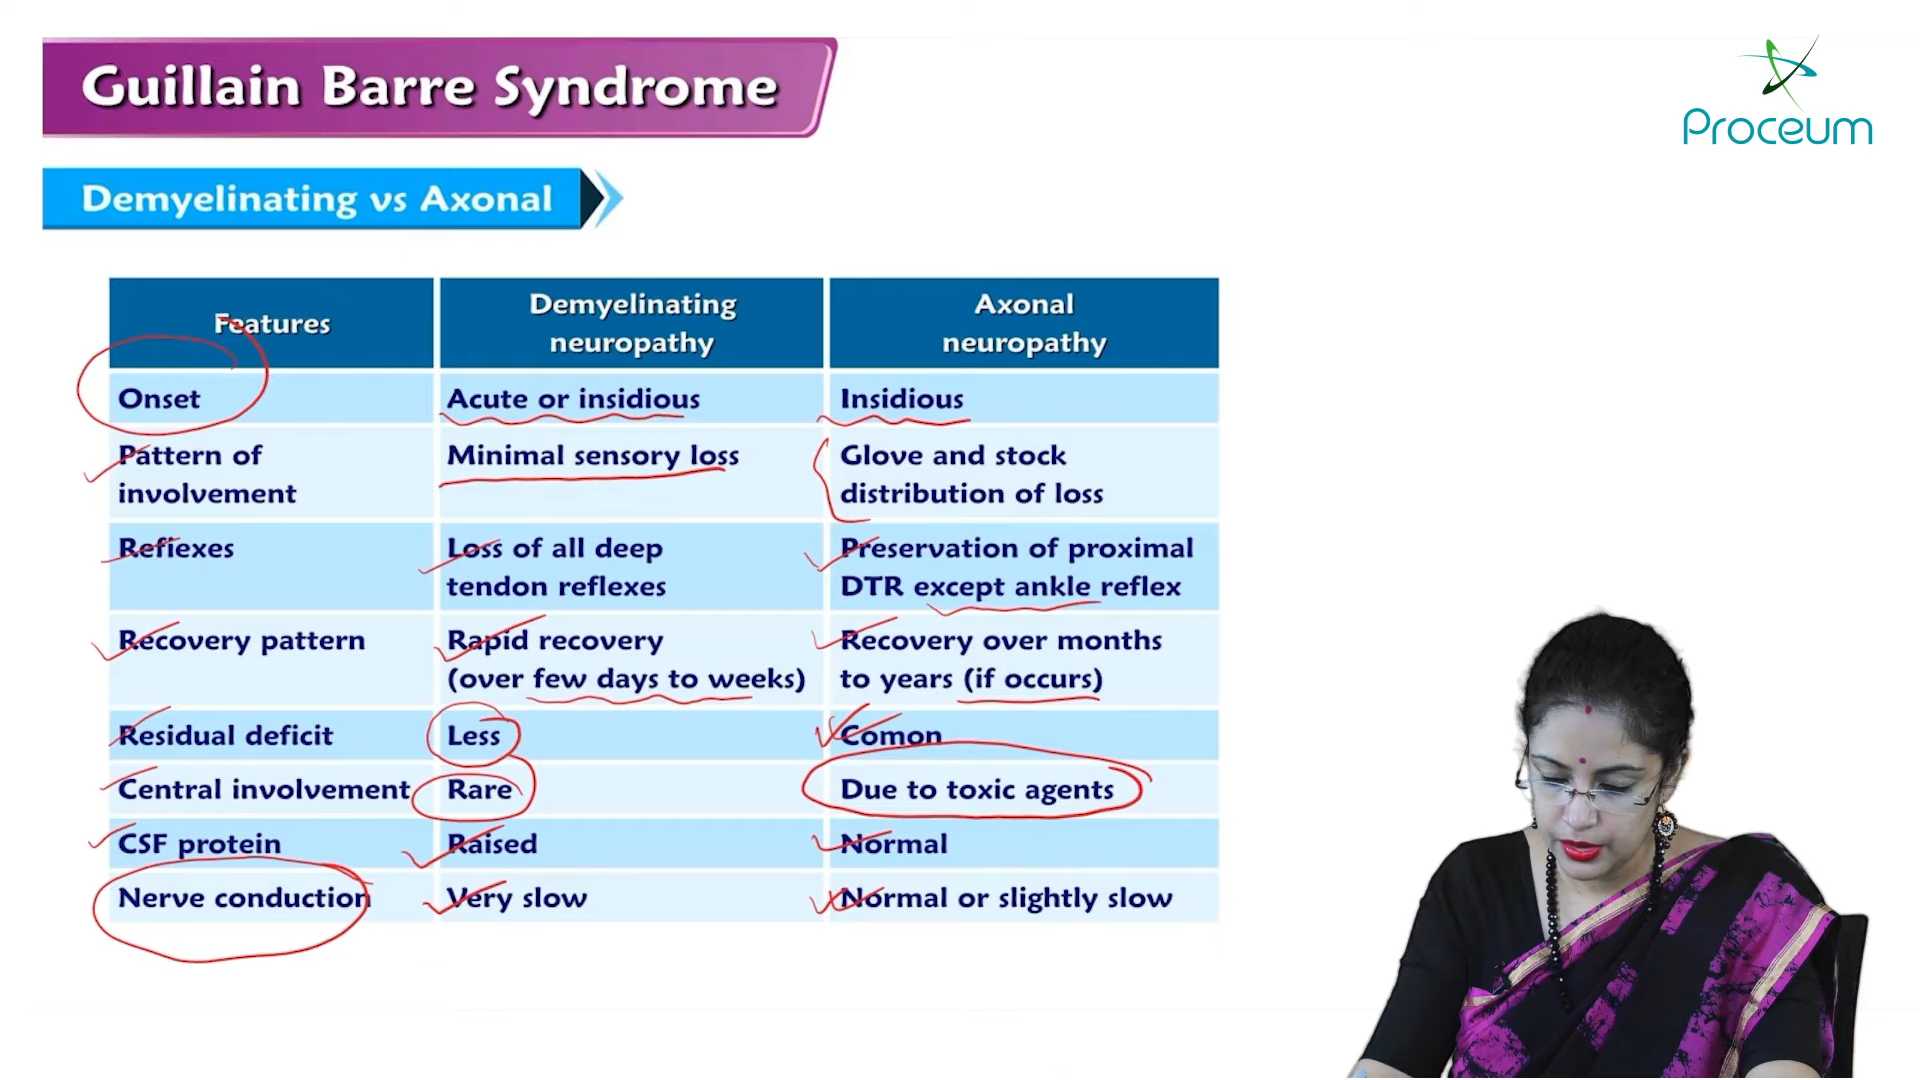 Guillain Barre Syndrome
Proceum
Demyelinating vs Axonal
Features
Demyelinating
neuropathy
Axonal
neuropathy
Onset
Acute or insidious
Insidious
Pattern of
involvement
Minimal sensory loss
Glove and stock
distribution of loss
Reflexes
Loss of all deep
tendon reflexes
Preservation of proximal
DTR except ankle reflex
Recovery pattern
Rapid recovery
(over few days to weeks)
Recovery over months
to years (if occurs)
Residual deficit
Less
Comon
Central involvement
Rare
Due to toxic agents
CSF protein
Raised
Normal
Nerve conduction
Very slow
Normal or slightly slow